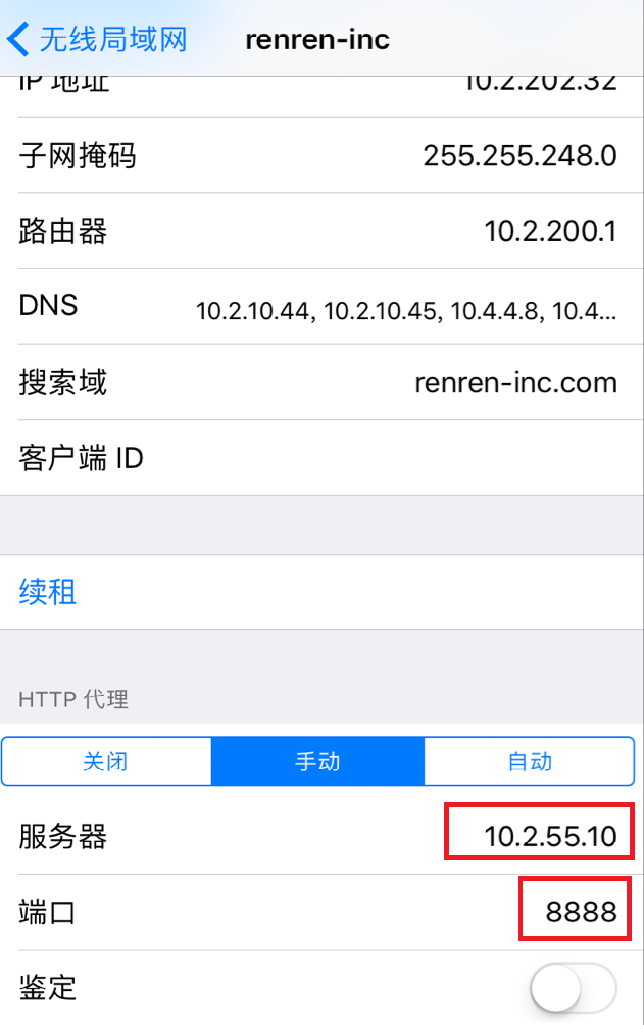 无线局域网 renren-inc
IP 地址 10.2.202.32
子网掩码 255.255.248.0
路由器 10.2.200.1
DNS 10.2.10.44, 10.2.10.45, 10.4.4.8, 10.4...
搜索域 renren-inc.com
客户端 ID
续租
HTTP 代理
关闭 手动 自动
服务器 10.2.55.10
端口 8888
鉴定